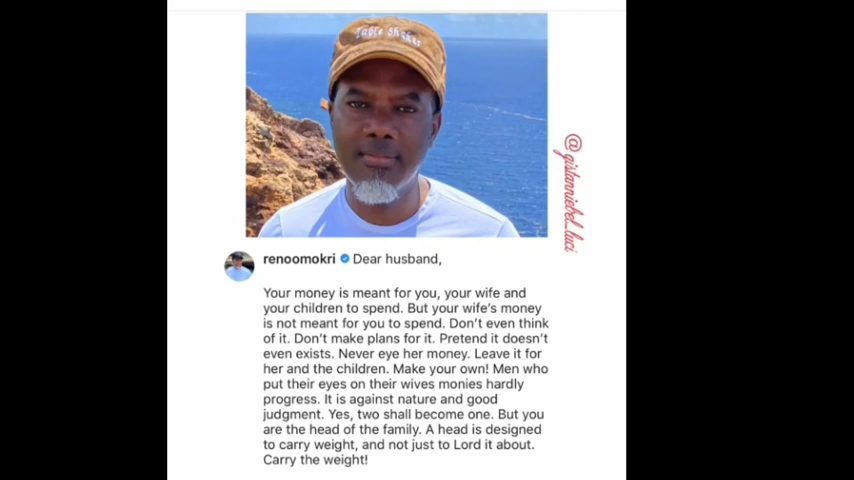 Table Shaker
@gistanniebel_luci
renoomokri Dear husband,
Your money is meant for you, your wife and
your children to spend. But your wife's money
is not meant for you to spend. Don't even think
of it. Don't make plans for it. Pretend it doesn't
even exists. Never eye her money. Leave it for
her and the children. Make your own! Men who
put their eyes on their wives monies hardly
progress. It is against nature and good
judgment. Yes, two shall become one. But you
are the head of the family. A head is designed
to carry weight, and not just to Lord it about.
Carry the weight!